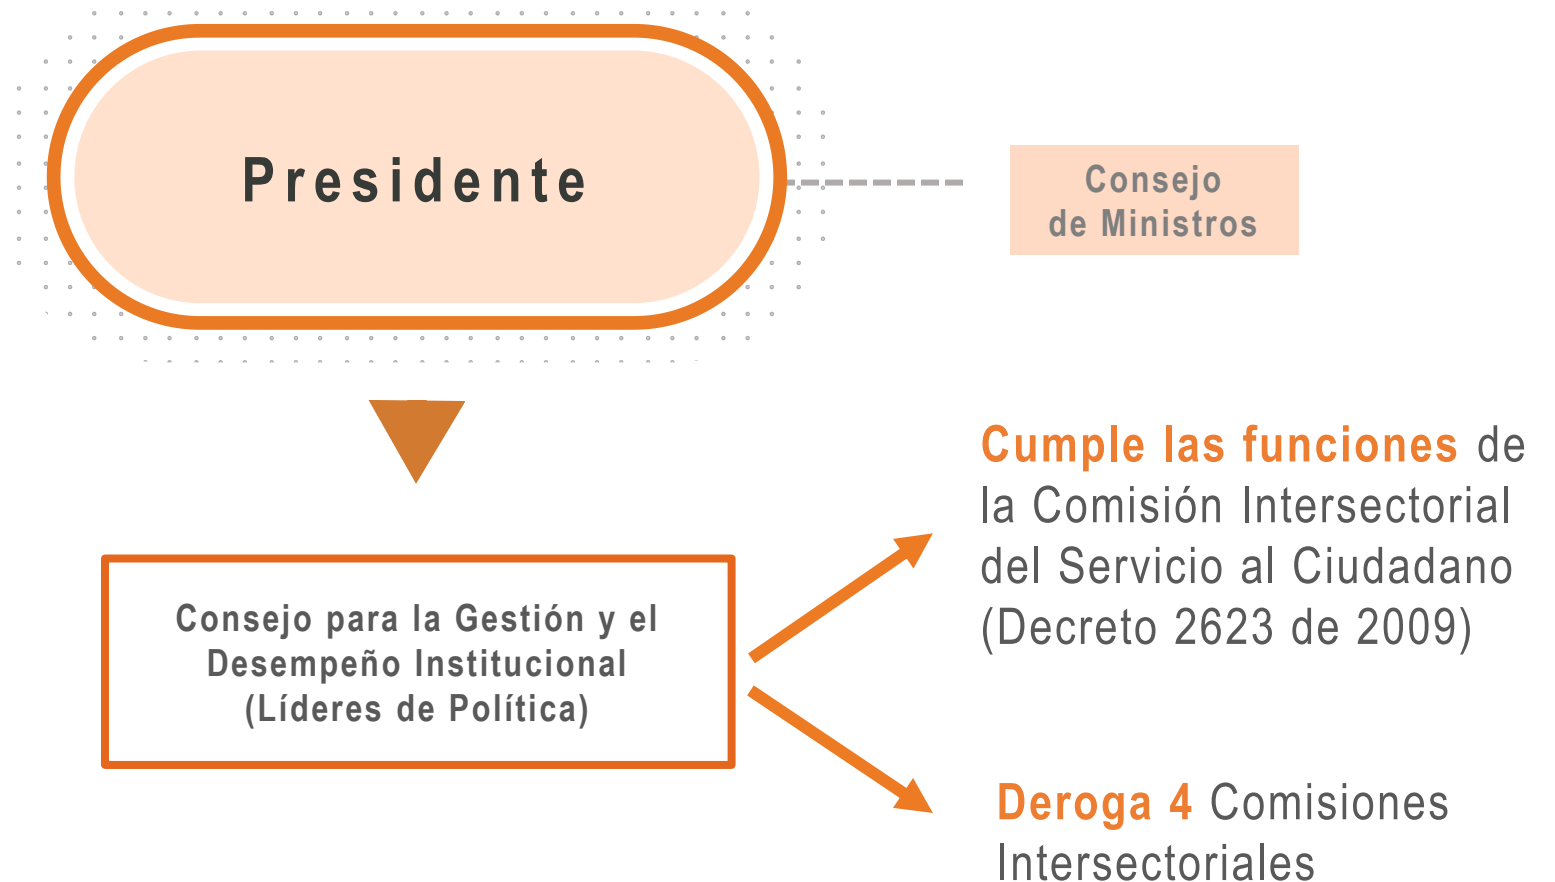 Presidente
Consejo
de Ministros
Cumple las funciones de
la Comisión Intersectorial
del Servicio al Ciudadano
(Decreto 2623 de 2009)
Consejo para la Gestión y el
Desempeño Institucional
(Líderes de Política)
Deroga 4 Comisiones
Intersectoriales